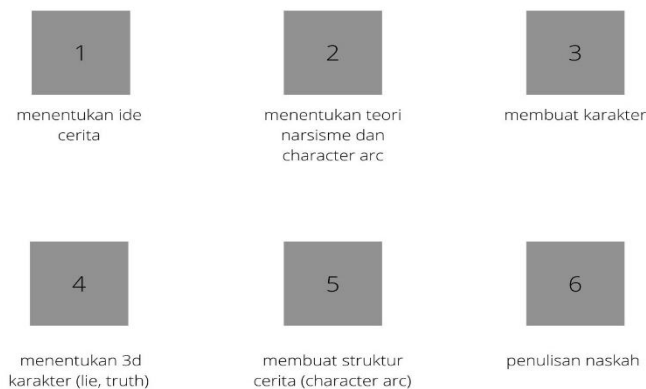 1
menentukan ide
cerita
2
menentukan teori
narsisme dan
character arc
3
membuat karakter
4
menentukan 3d
karakter (lie, truth)
5
membuat struktur
cerita (character arc)
6
penulisan naskah